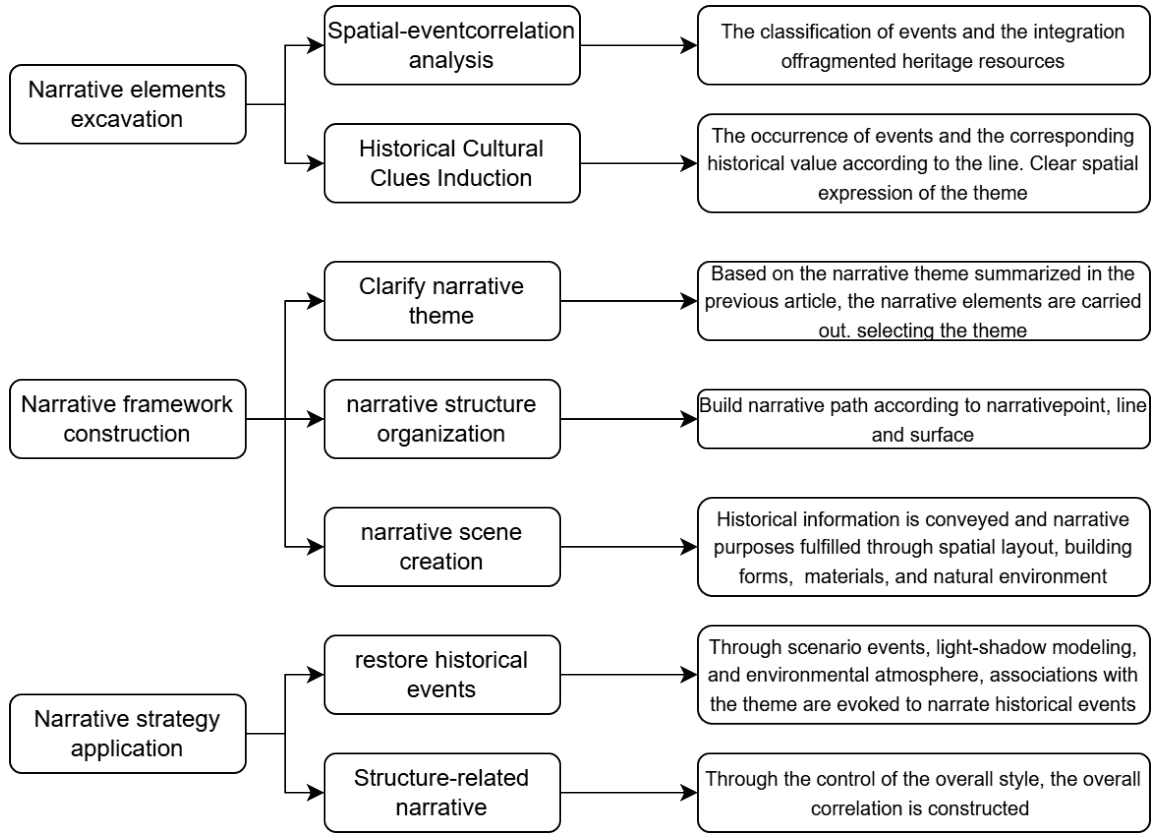 Spatial-eventcorrelation
analysis
The classification of events and the integration
offragmented heritage resources
Narrative elements
excavation
Historical Cultural
Clues Induction
The occurrence of events and the corresponding
historical value according to the line. Clear spatial
expression of the theme
Clarify narrative
theme
Based on the narrative theme summarized in the
previous article, the narrative elements are carried
out. selecting the theme
Narrative framework
construction
narrative structure
organization
Build narrative path according to narrativepoint, line
and surface
narrative scene
creation
Historical information is conveyed and narrative
purposes fulfilled through spatial layout, building
forms, materials, and natural environment
restore historical
events
Through scenario events, light-shadow modeling,
and environmental atmosphere, associations with
the theme are evoked to narrate historical events
Narrative strategy
application
Structure-related
narrative
Through the control of the overall style, the overall
correlation is constructed